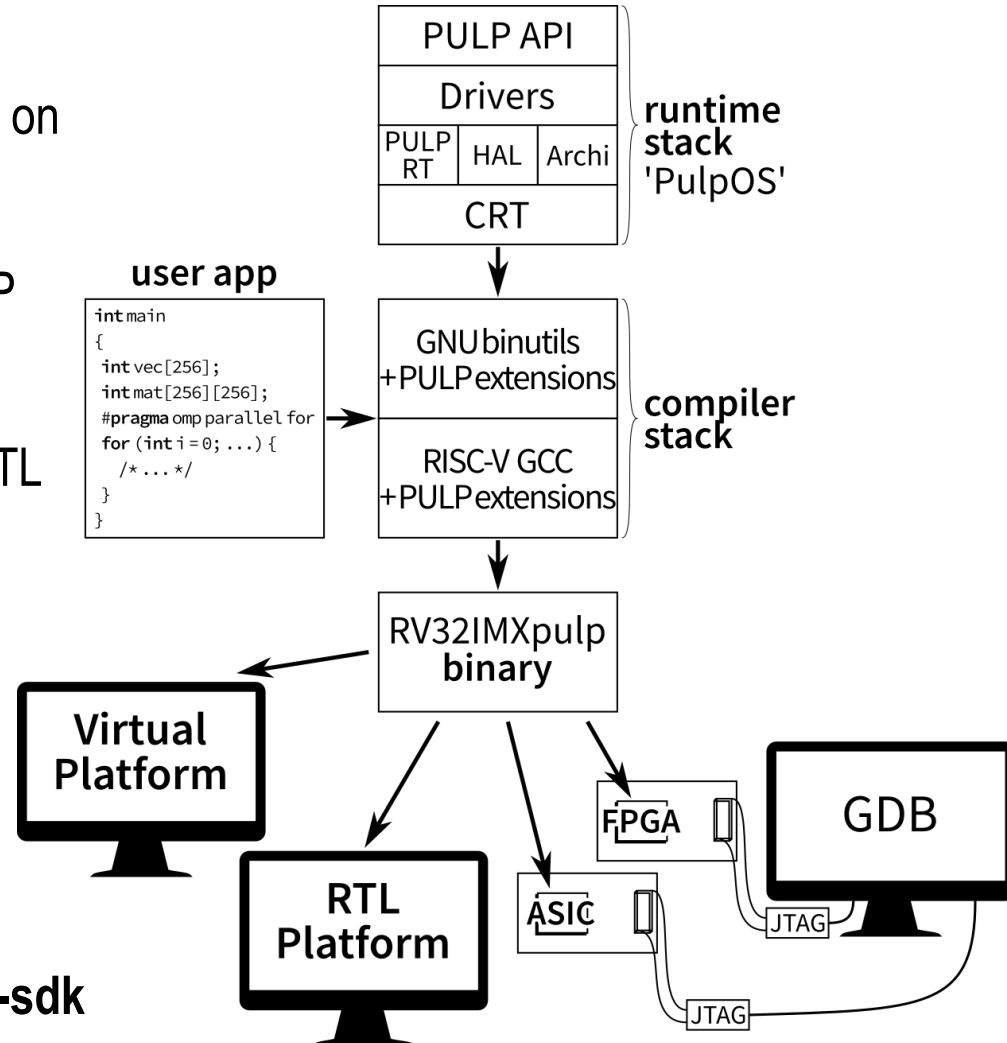 PULP API
Drivers
PULP
RT
HAL
Archi
CRT
runtime
stack
'PulpOS'
on
P
TL
-sdk
user app
int main
{
int vec[256];
int mat[256][256];
#pragma omp parallel for
for (int i = 0; ...) {
/* ... */
}
}
GNU binutils
+ PULP extensions
RISC-V GCC
+ PULP extensions
compiler
stack
RV32IMXpulp
binary
Virtual
Platform
RTL
Platform
FPGA
ASIC
GDB
JTAG
JTAG